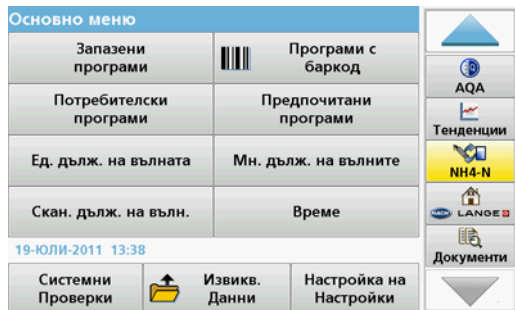 Основно меню
Запазени
програми
Програми с
баркод
Потребителски
програми
Предпочитани
програми
Ед. дълж. на вълната
Мн. дълж. на вълните
Скан. дълж. на вълн.
Време
19-ЮЛИ-2011 13:38
Системни
Проверки
Извикв.
Данни
Настройка на
Настройки
AQA
Тенденции
NH4-N
HACH LANGE
Документи